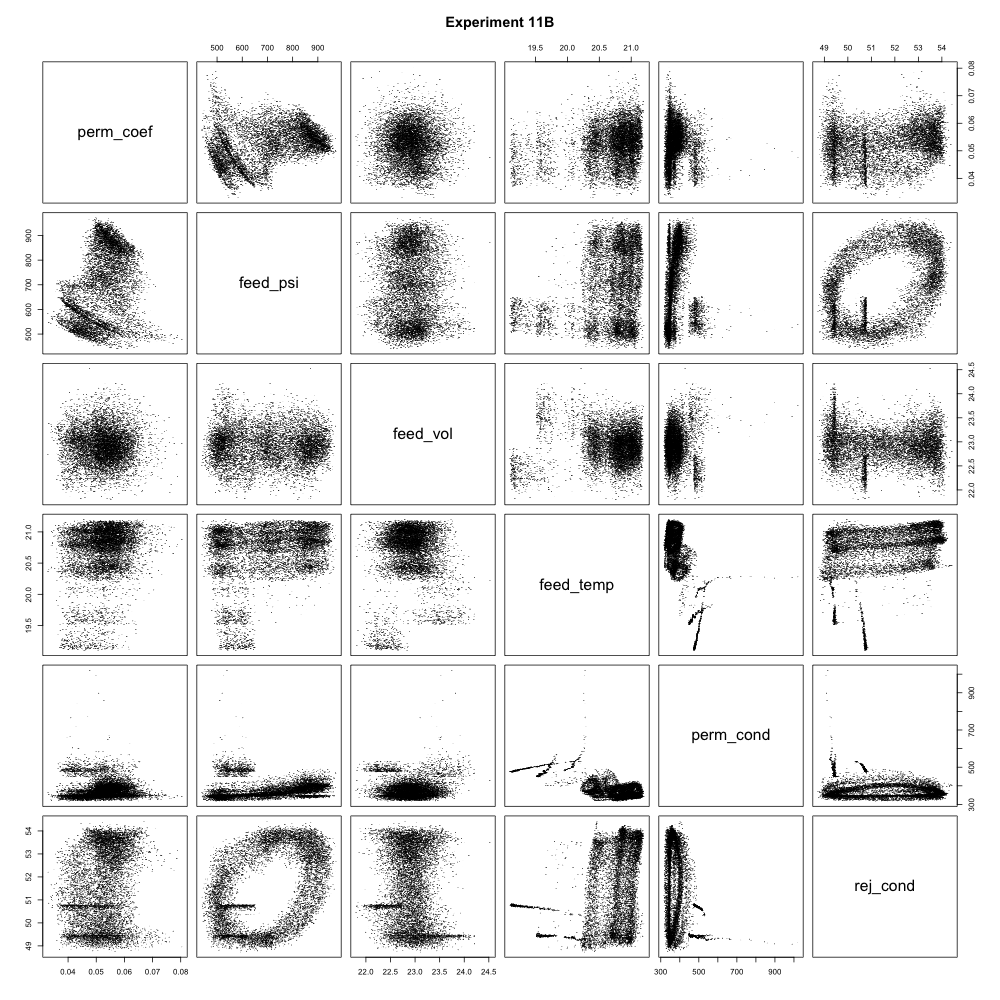 Experiment 11B
500 600 700 800 900
19.5 20.0 20.5 21.0
49 50 51 52 53 54
perm_coef
0.04 0.05 0.06 0.07 0.08
500 600 700 800 900
feed_psi
feed_vol
22.0 22.5 23.0 23.5 24.0 24.5
19.5 20.0 20.5 21.0
feed_temp
perm_cond
300 500 700 900
49 50 51 52 53 54
rej_cond
0.04 0.05 0.06 0.07 0.08
22.0 22.5 23.0 23.5 24.0 24.5
300 500 700 900